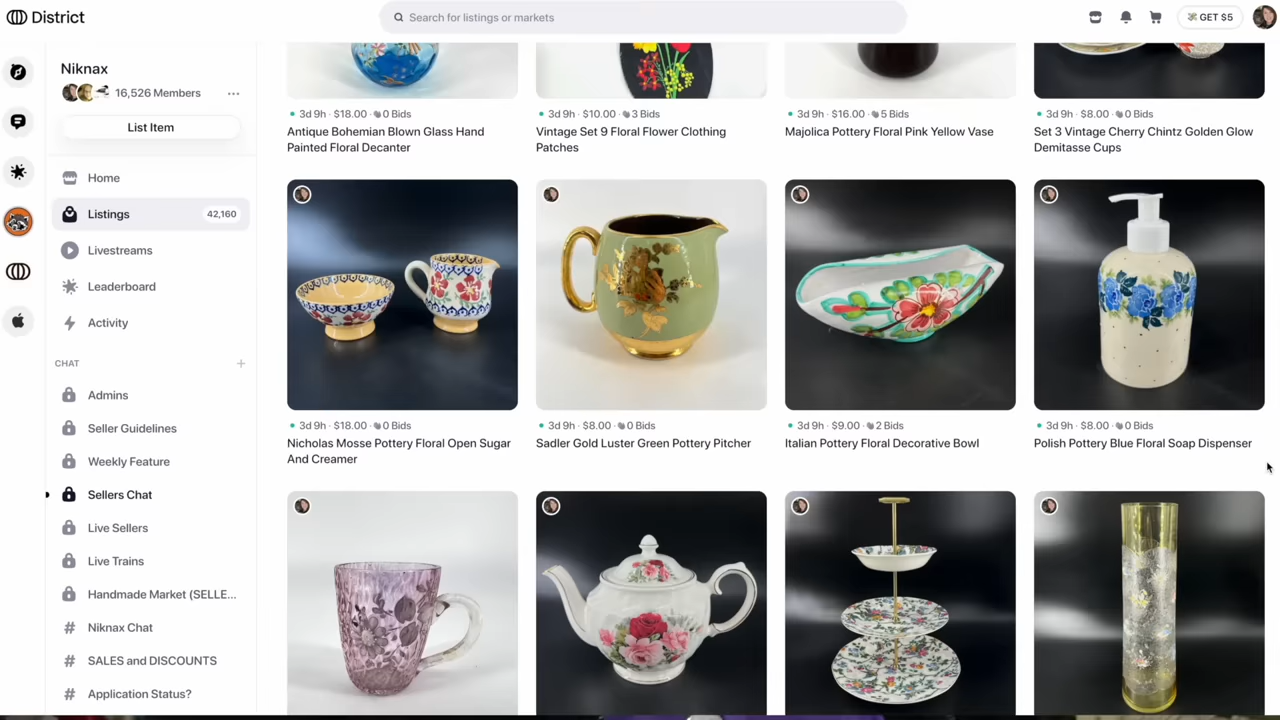 District
Search for listings or markets
GET $5
Niknax
16,526 Members
List Item
Home
Listings
42,160
Livestreams
Leaderboard
Activity
CHAT
Admins
Seller Guidelines
Weekly Feature
Sellers Chat
Live Sellers
Live Trains
Handmade Market (SELLE...
Niknax Chat
SALES and DISCOUNTS
Application Status?
3d 9h · $18.00 · 0 Bids
Antique Bohemian Blown Glass Hand
Painted Floral Decanter
3d 9h · $10.00 · 3 Bids
Vintage Set 9 Floral Flower Clothing
Patches
3d 9h · $16.00 · 5 Bids
Majolica Pottery Floral Pink Yellow Vase
3d 9h · $8.00 · 0 Bids
Set 3 Vintage Cherry Chintz Golden Glow
Demitasse Cups
3d 9h · $18.00 · 0 Bids
Nicholas Mosse Pottery Floral Open Sugar
And Creamer
3d 9h · $8.00 · 0 Bids
Sadler Gold Luster Green Pottery Pitcher
3d 9h · $9.00 · 2 Bids
Italian Pottery Floral Decorative Bowl
3d 9h · $8.00 · 0 Bids
Polish Pottery Blue Floral Soap Dispenser